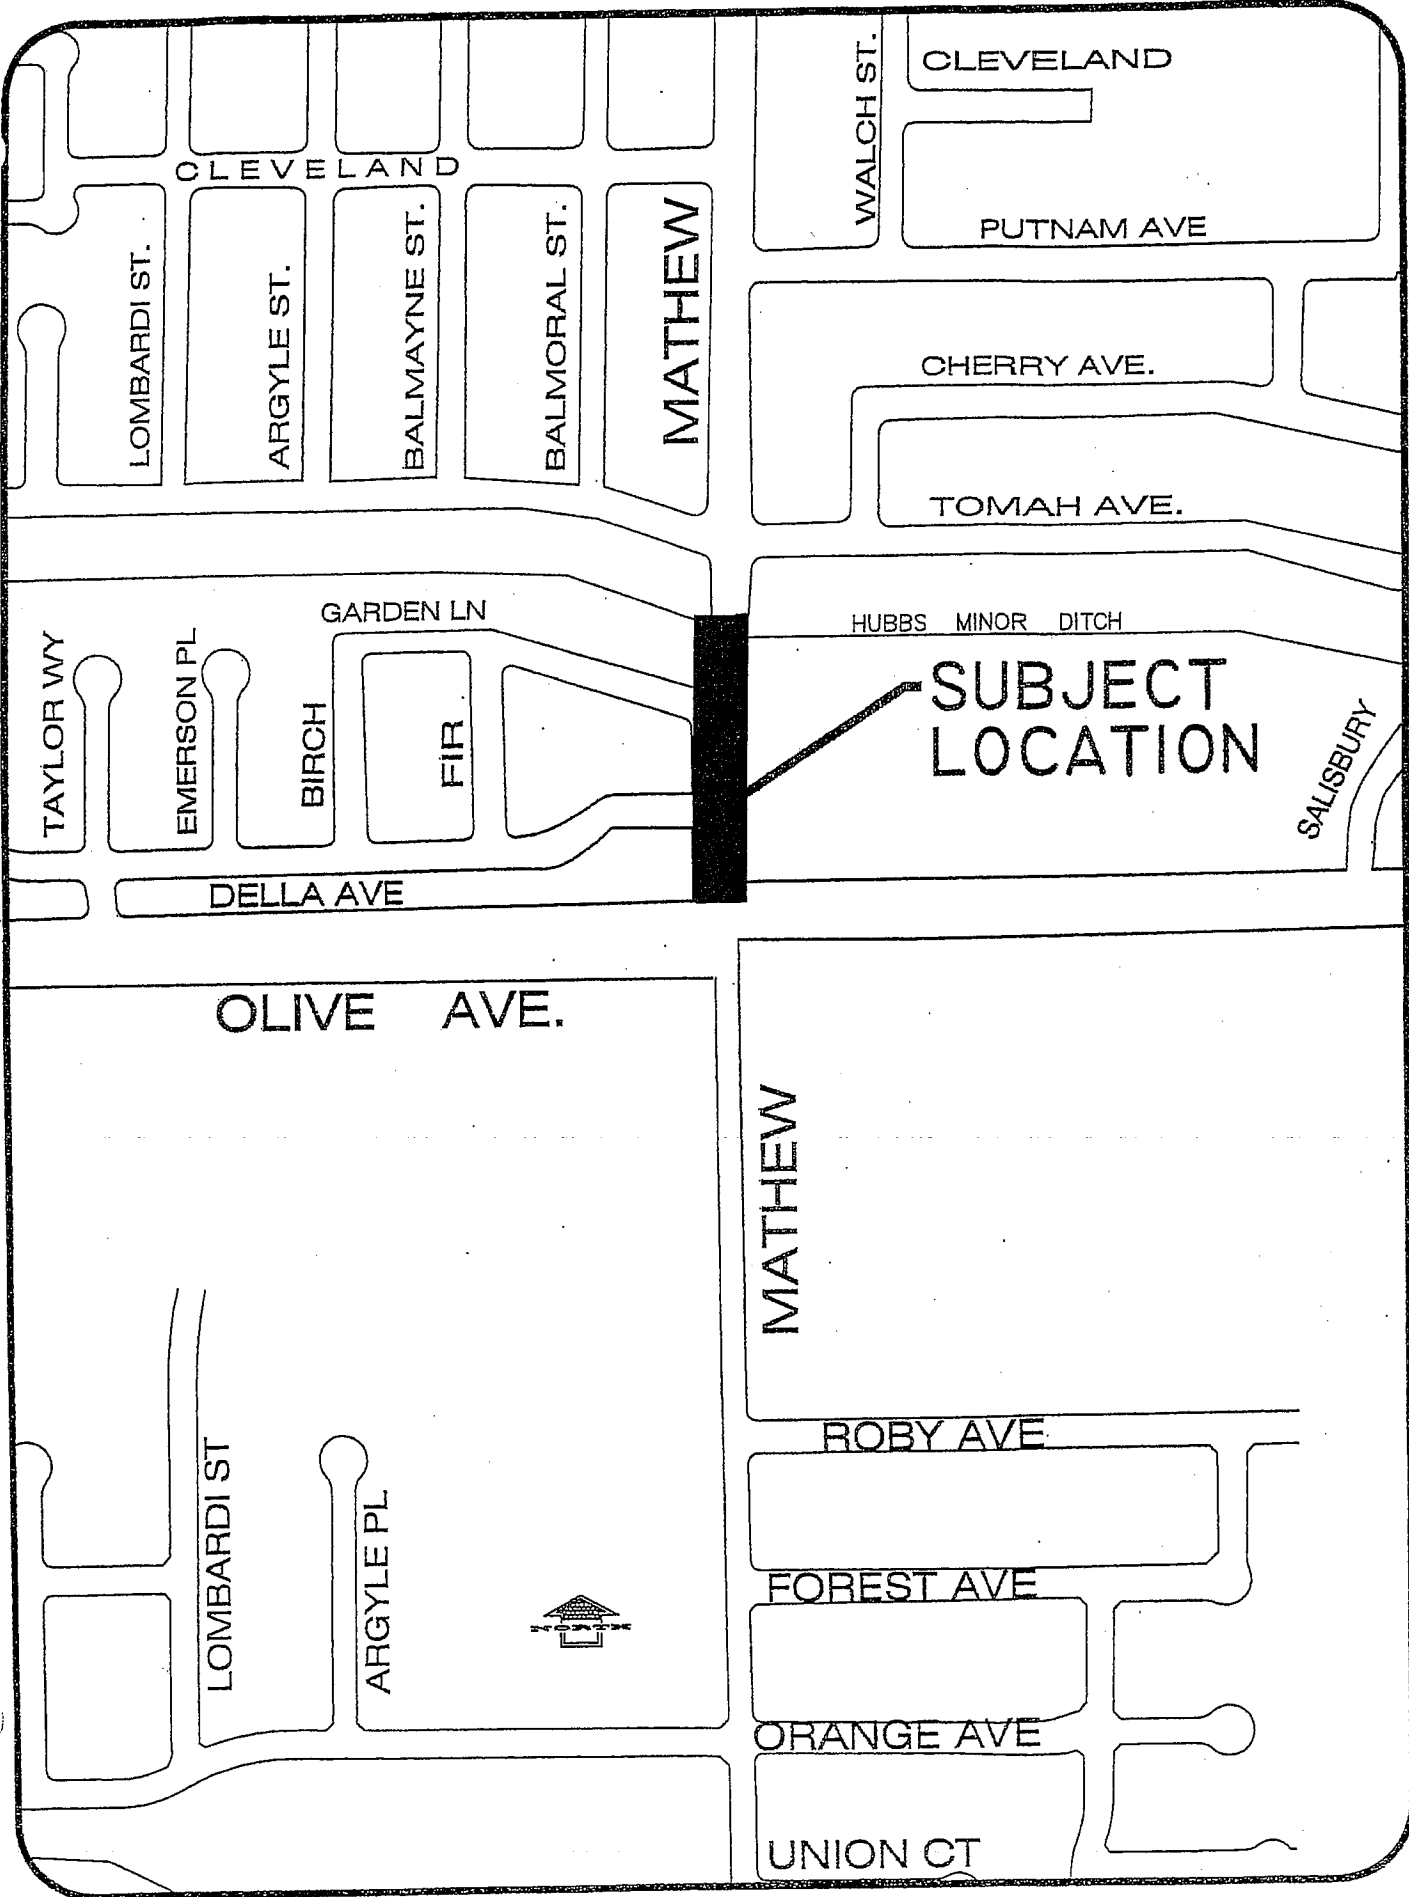 CLEVELAND
WALCH ST.
CLEVELAND
PUTNAM AVE
LOMBARDI ST.
ARGYLE ST.
BALMAYNE ST.
BALMORAL ST.
MATHEW
CHERRY AVE.
TOMAH AVE.
GARDEN LN
HUBBS MINOR DITCH
TAYLOR WY
EMERSON PL
BIRCH
FIR
SUBJECT
LOCATION
SALISBURY
DELLA AVE
OLIVE AVE.
MATHEW
ROBY AVE
LOMBARDI ST
ARGYLE PL
FOREST AVE
NORTH
ORANGE AVE
UNION CT